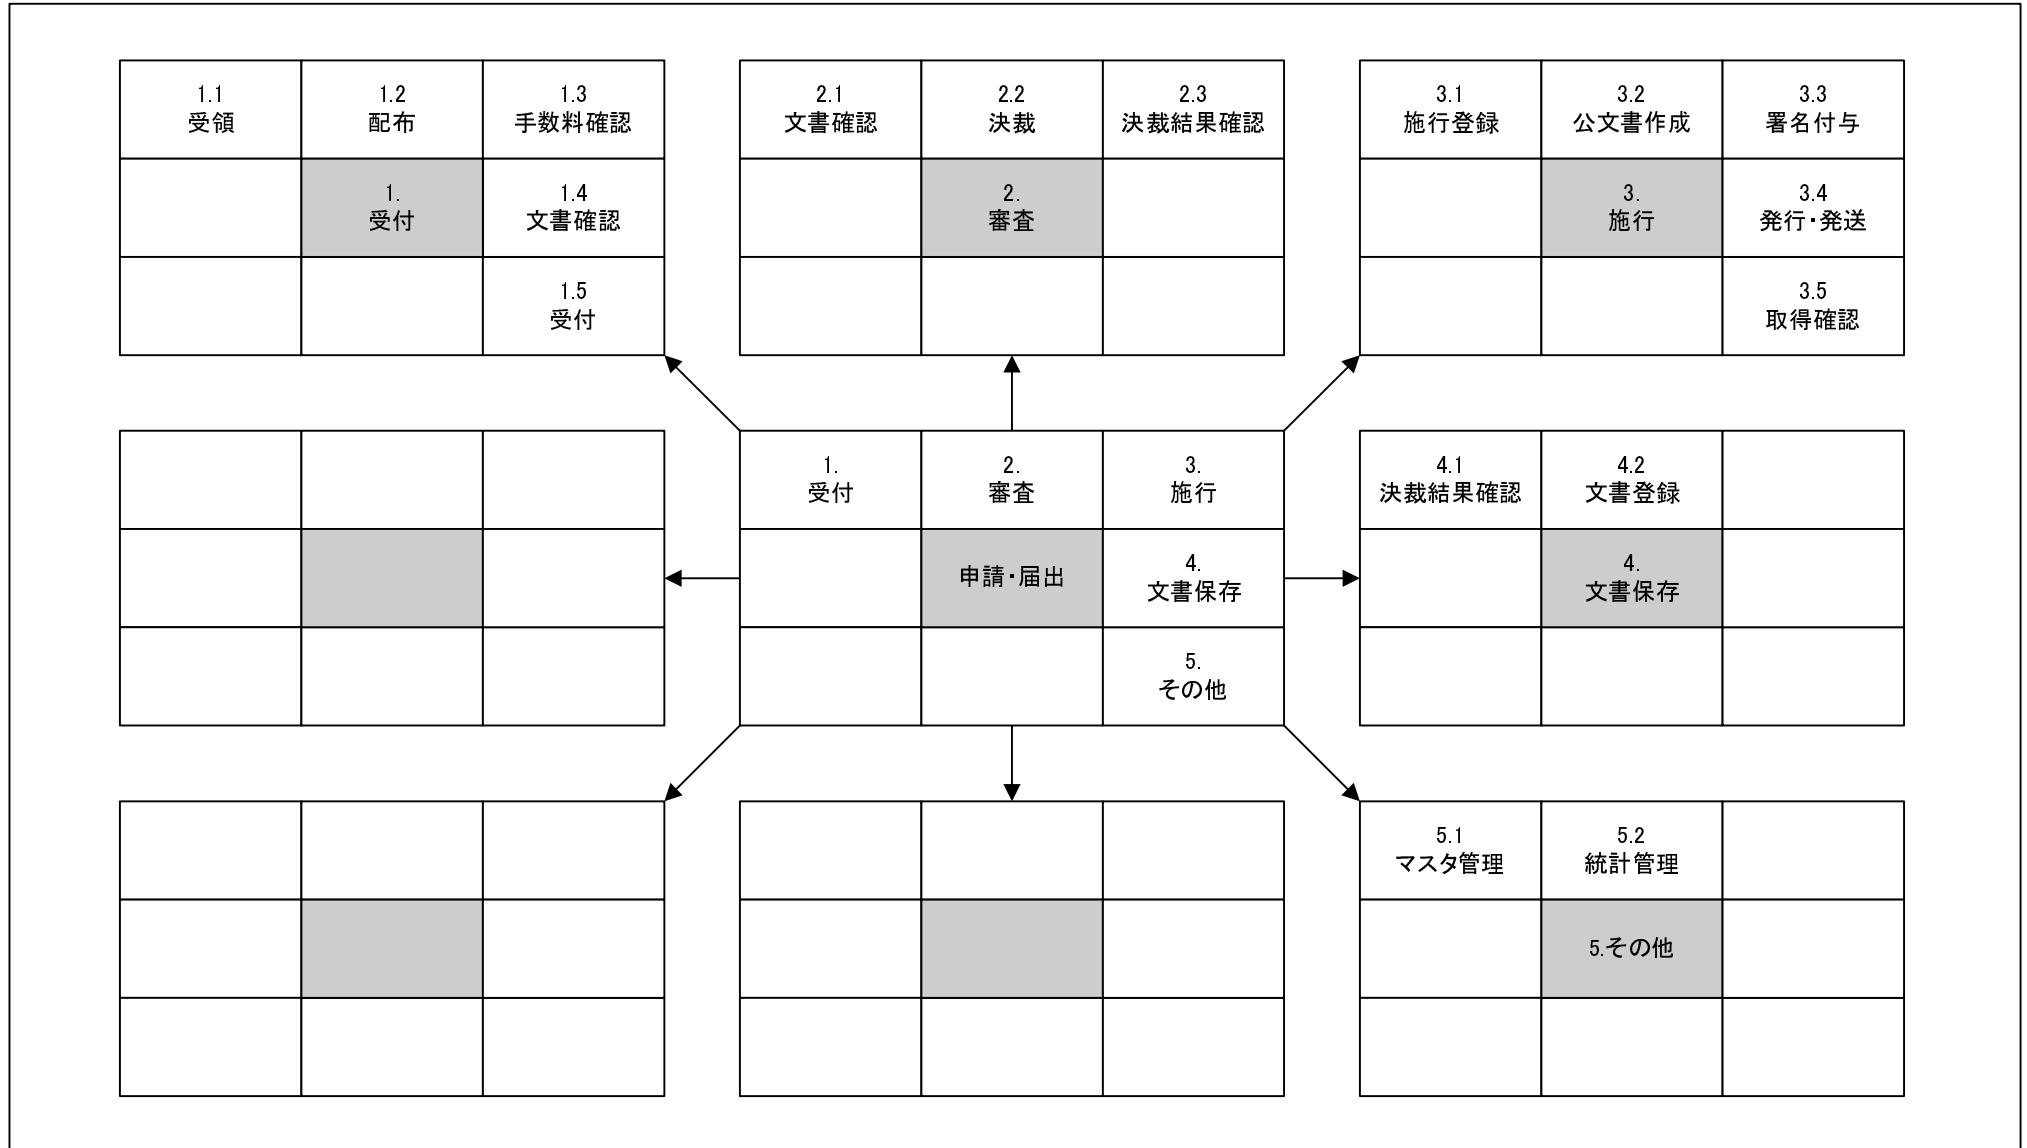 1.1
受領
1.2
配布
1.3
手数料確認
1.
受付
1.4
文書確認
1.5
受付
2.1
文書確認
2.2
決裁
2.3
決裁結果確認
2.
審査
3.1
施行登録
3.2
公文書作成
3.3
署名付与
3.
施行
3.4
発行・発送
3.5
取得確認
1.
受付
2.
審査
3.
施行
申請・届出
4.
文書保存
5.
その他
4.1
決裁結果確認
4.2
文書登録
4.
文書保存
5.1
マスタ管理
5.2
統計管理
5.その他